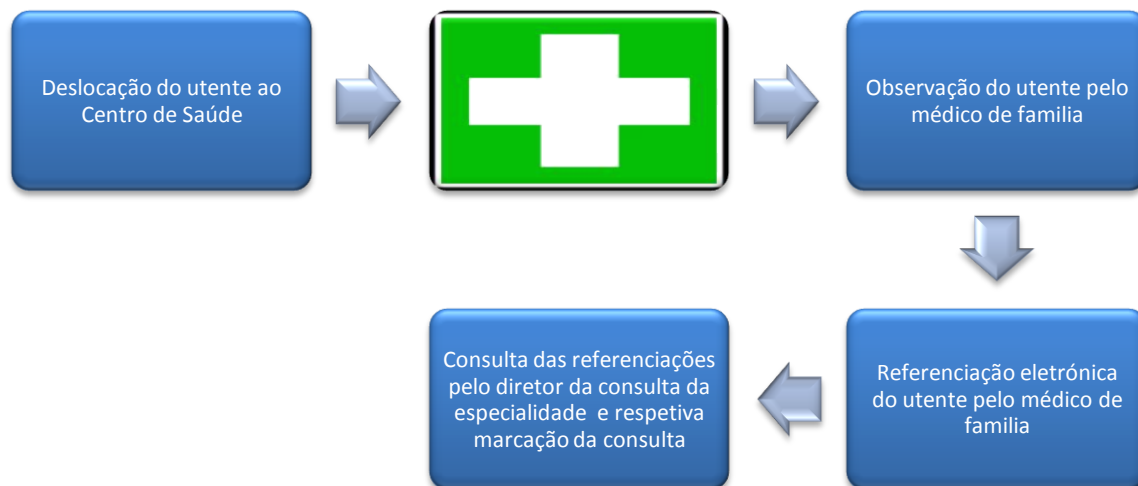 Deslocação do utente ao
Centro de Saúde
Observação do utente pelo
médico de familia
Referenciação eletrónica
do utente pelo médico de
familia
Consulta das referenciações
pelo diretor da consulta da
especialidade e respetiva
marcação da consulta